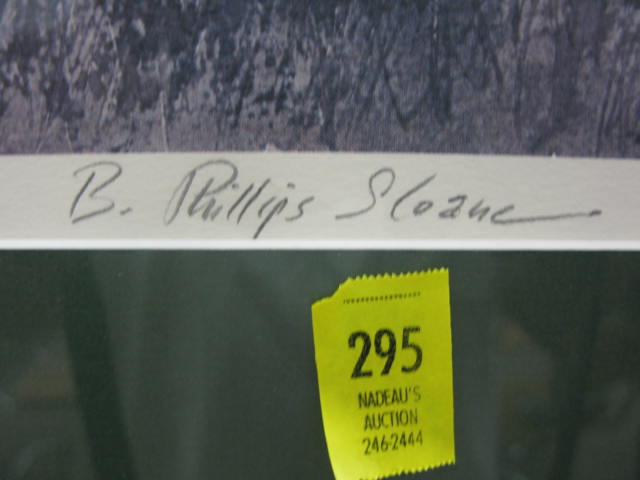 B. Phillips Sloane
295
NADEAU'S
AUCTION
246-2444